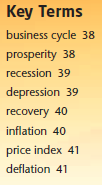 Key Terms
business cycle 38
prosperity 38
recession 39
depression 39
recovery 40
inflation 40
price index 41
deflation 41